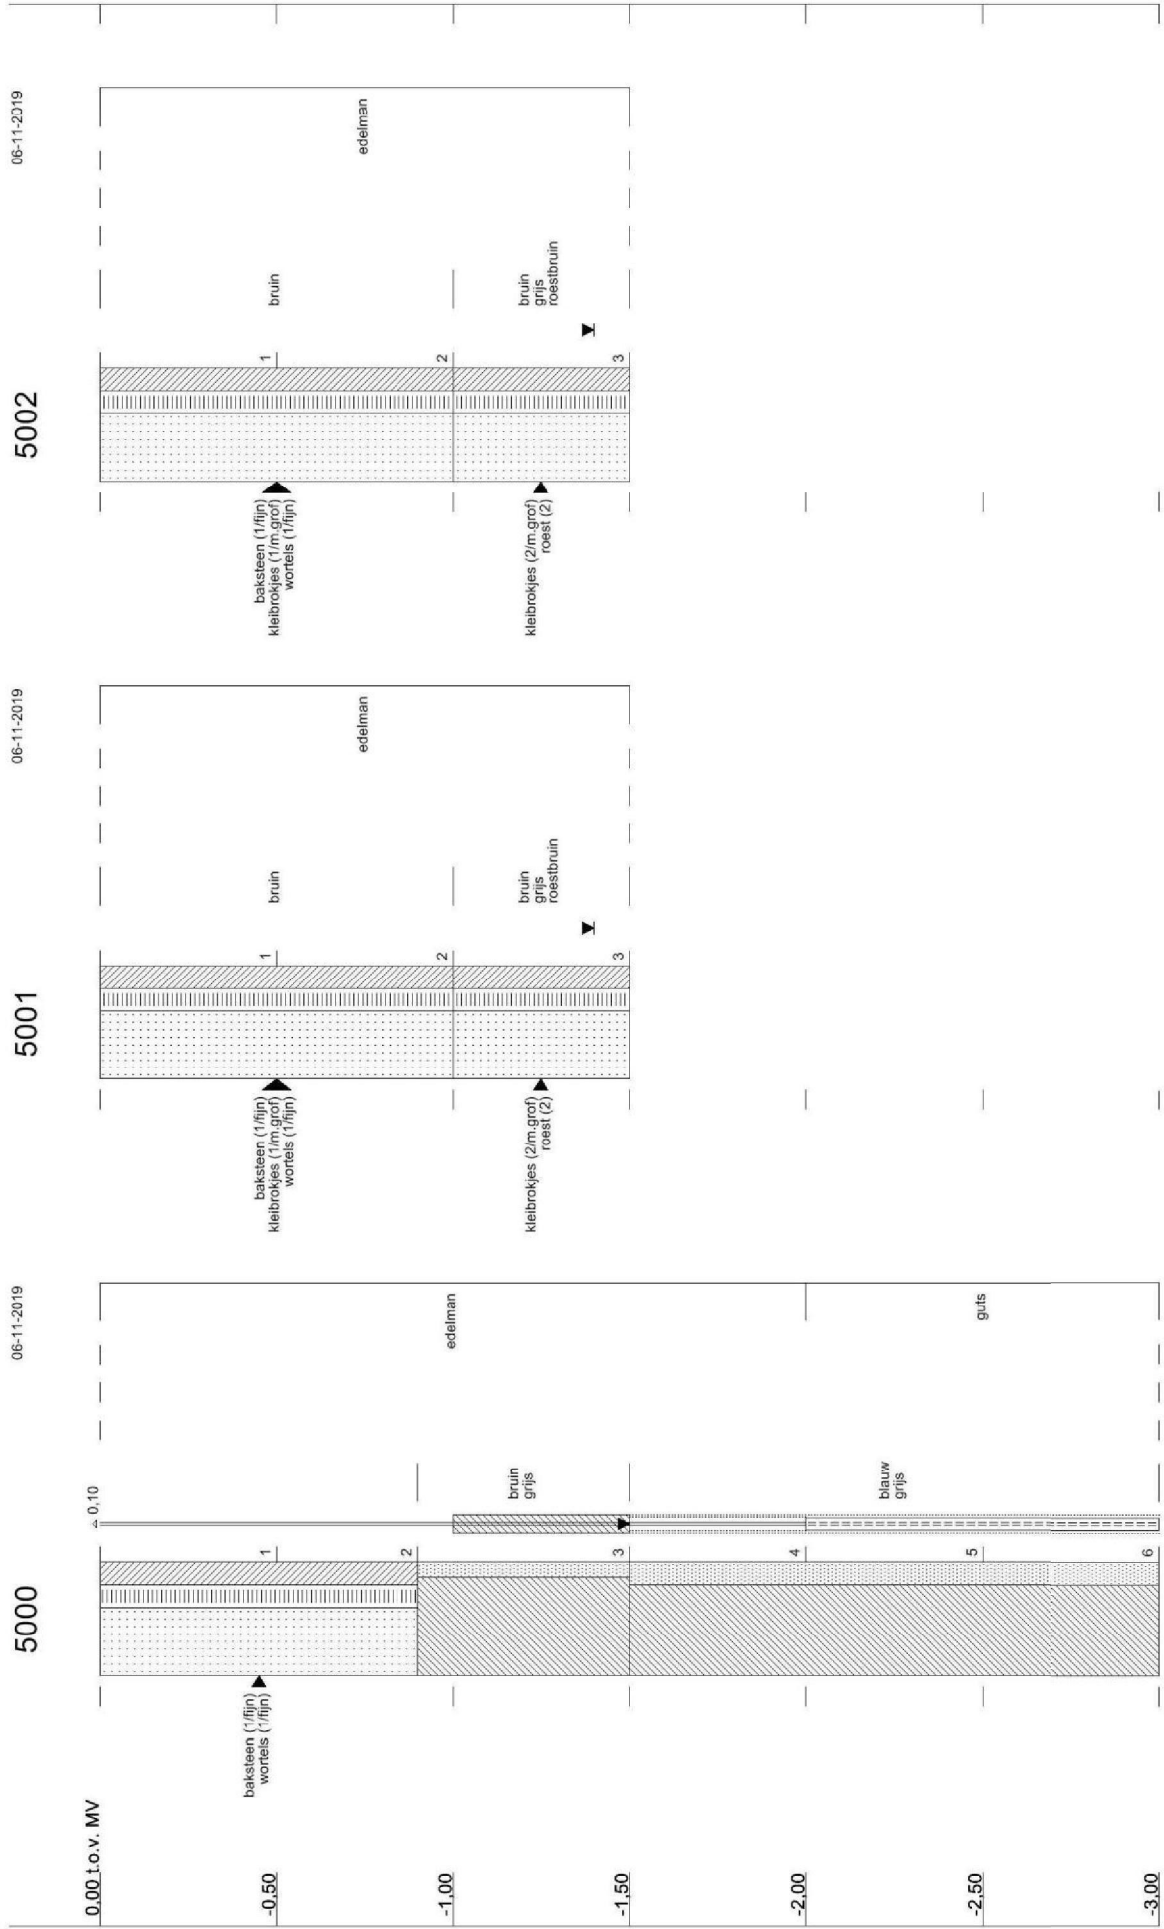 5000
06-11-2019
0,00 t.o.v. MV
-0,50
-1,00
-1,50
-2,00
-2,50
-3,00
baksteen (1/fijn)
wortels (1/fijn)
1
2
3
4
5
6
0,10
bruin
grijs
blauw
grijs
edelman
guts
5001
06-11-2019
baksteen (1/fijn)
kleibrokjes (1/m.grof)
wortels (1/fijn)
kleibrokjes (2/m.grof)
roest (2)
1
2
3
bruin
bruin
grijs
roestbruin
edelman
5002
06-11-2019
baksteen (1/fijn)
kleibrokjes (1/m.grof)
wortels (1/fijn)
kleibrokjes (2/m.grof)
roest (2)
1
2
3
bruin
bruin
grijs
roestbruin
edelman